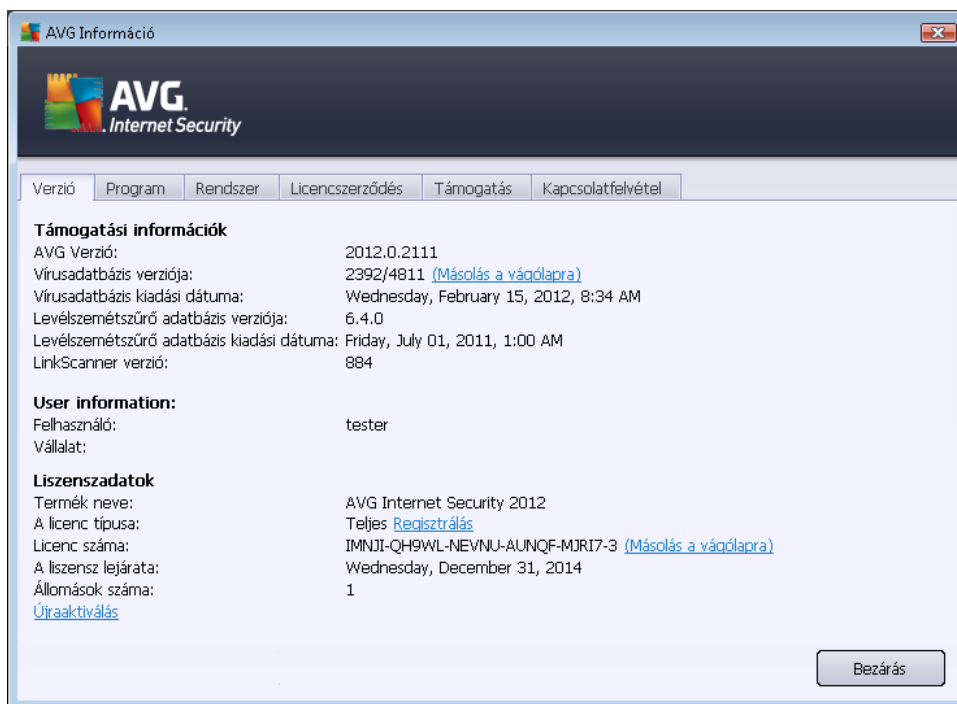 AVG Információ
AVG.
Internet Security
Verzió Program Rendszer Licencszerződés Támogatás Kapcsolatfelvétel
Támogatási információk
AVG Verzió: 2012.0.2111
Vírusadatbázis verziója: 2392/4811 (Másolás a vágólapra)
Vírusadatbázis kiadási dátuma: Wednesday, February 15, 2012, 8:34 AM
Levélszemétszűrő adatbázis verziója: 6.4.0
Levélszemétszűrő adatbázis kiadási dátuma: Friday, July 01, 2011, 1:00 AM
LinkScanner verzió: 884
User information:
Felhasználó: tester
Vállalat:
Liszenszadatok
Termék neve: AVG Internet Security 2012
A licenc típusa: Teljes Regisztrálás
Licenc száma: IMNJI-QH9WL-NEVNU-AUNQF-MJRI7-3 (Másolás a vágólapra)
A liszensz lejárata: Wednesday, December 31, 2014
Állomások száma: 1
Újraaktiválás
Bezárás